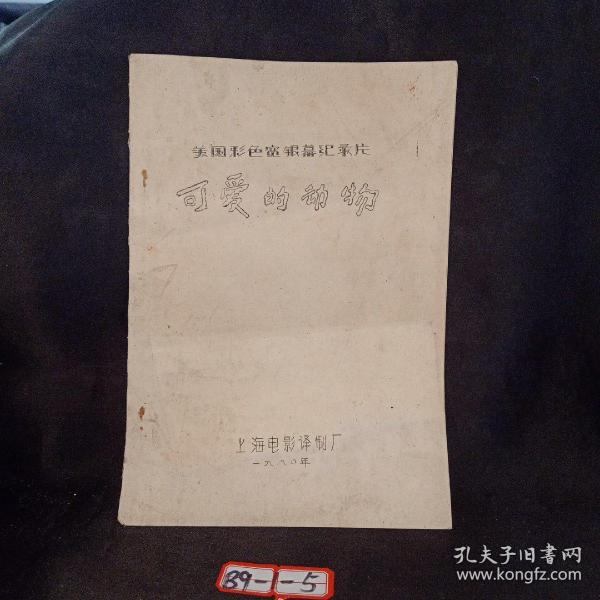 美国彩色宽银幕纪录片
可爱的动物
上海电影译制厂
一九八〇年
89-1-5
孔夫子旧书网
www.kongfz.com